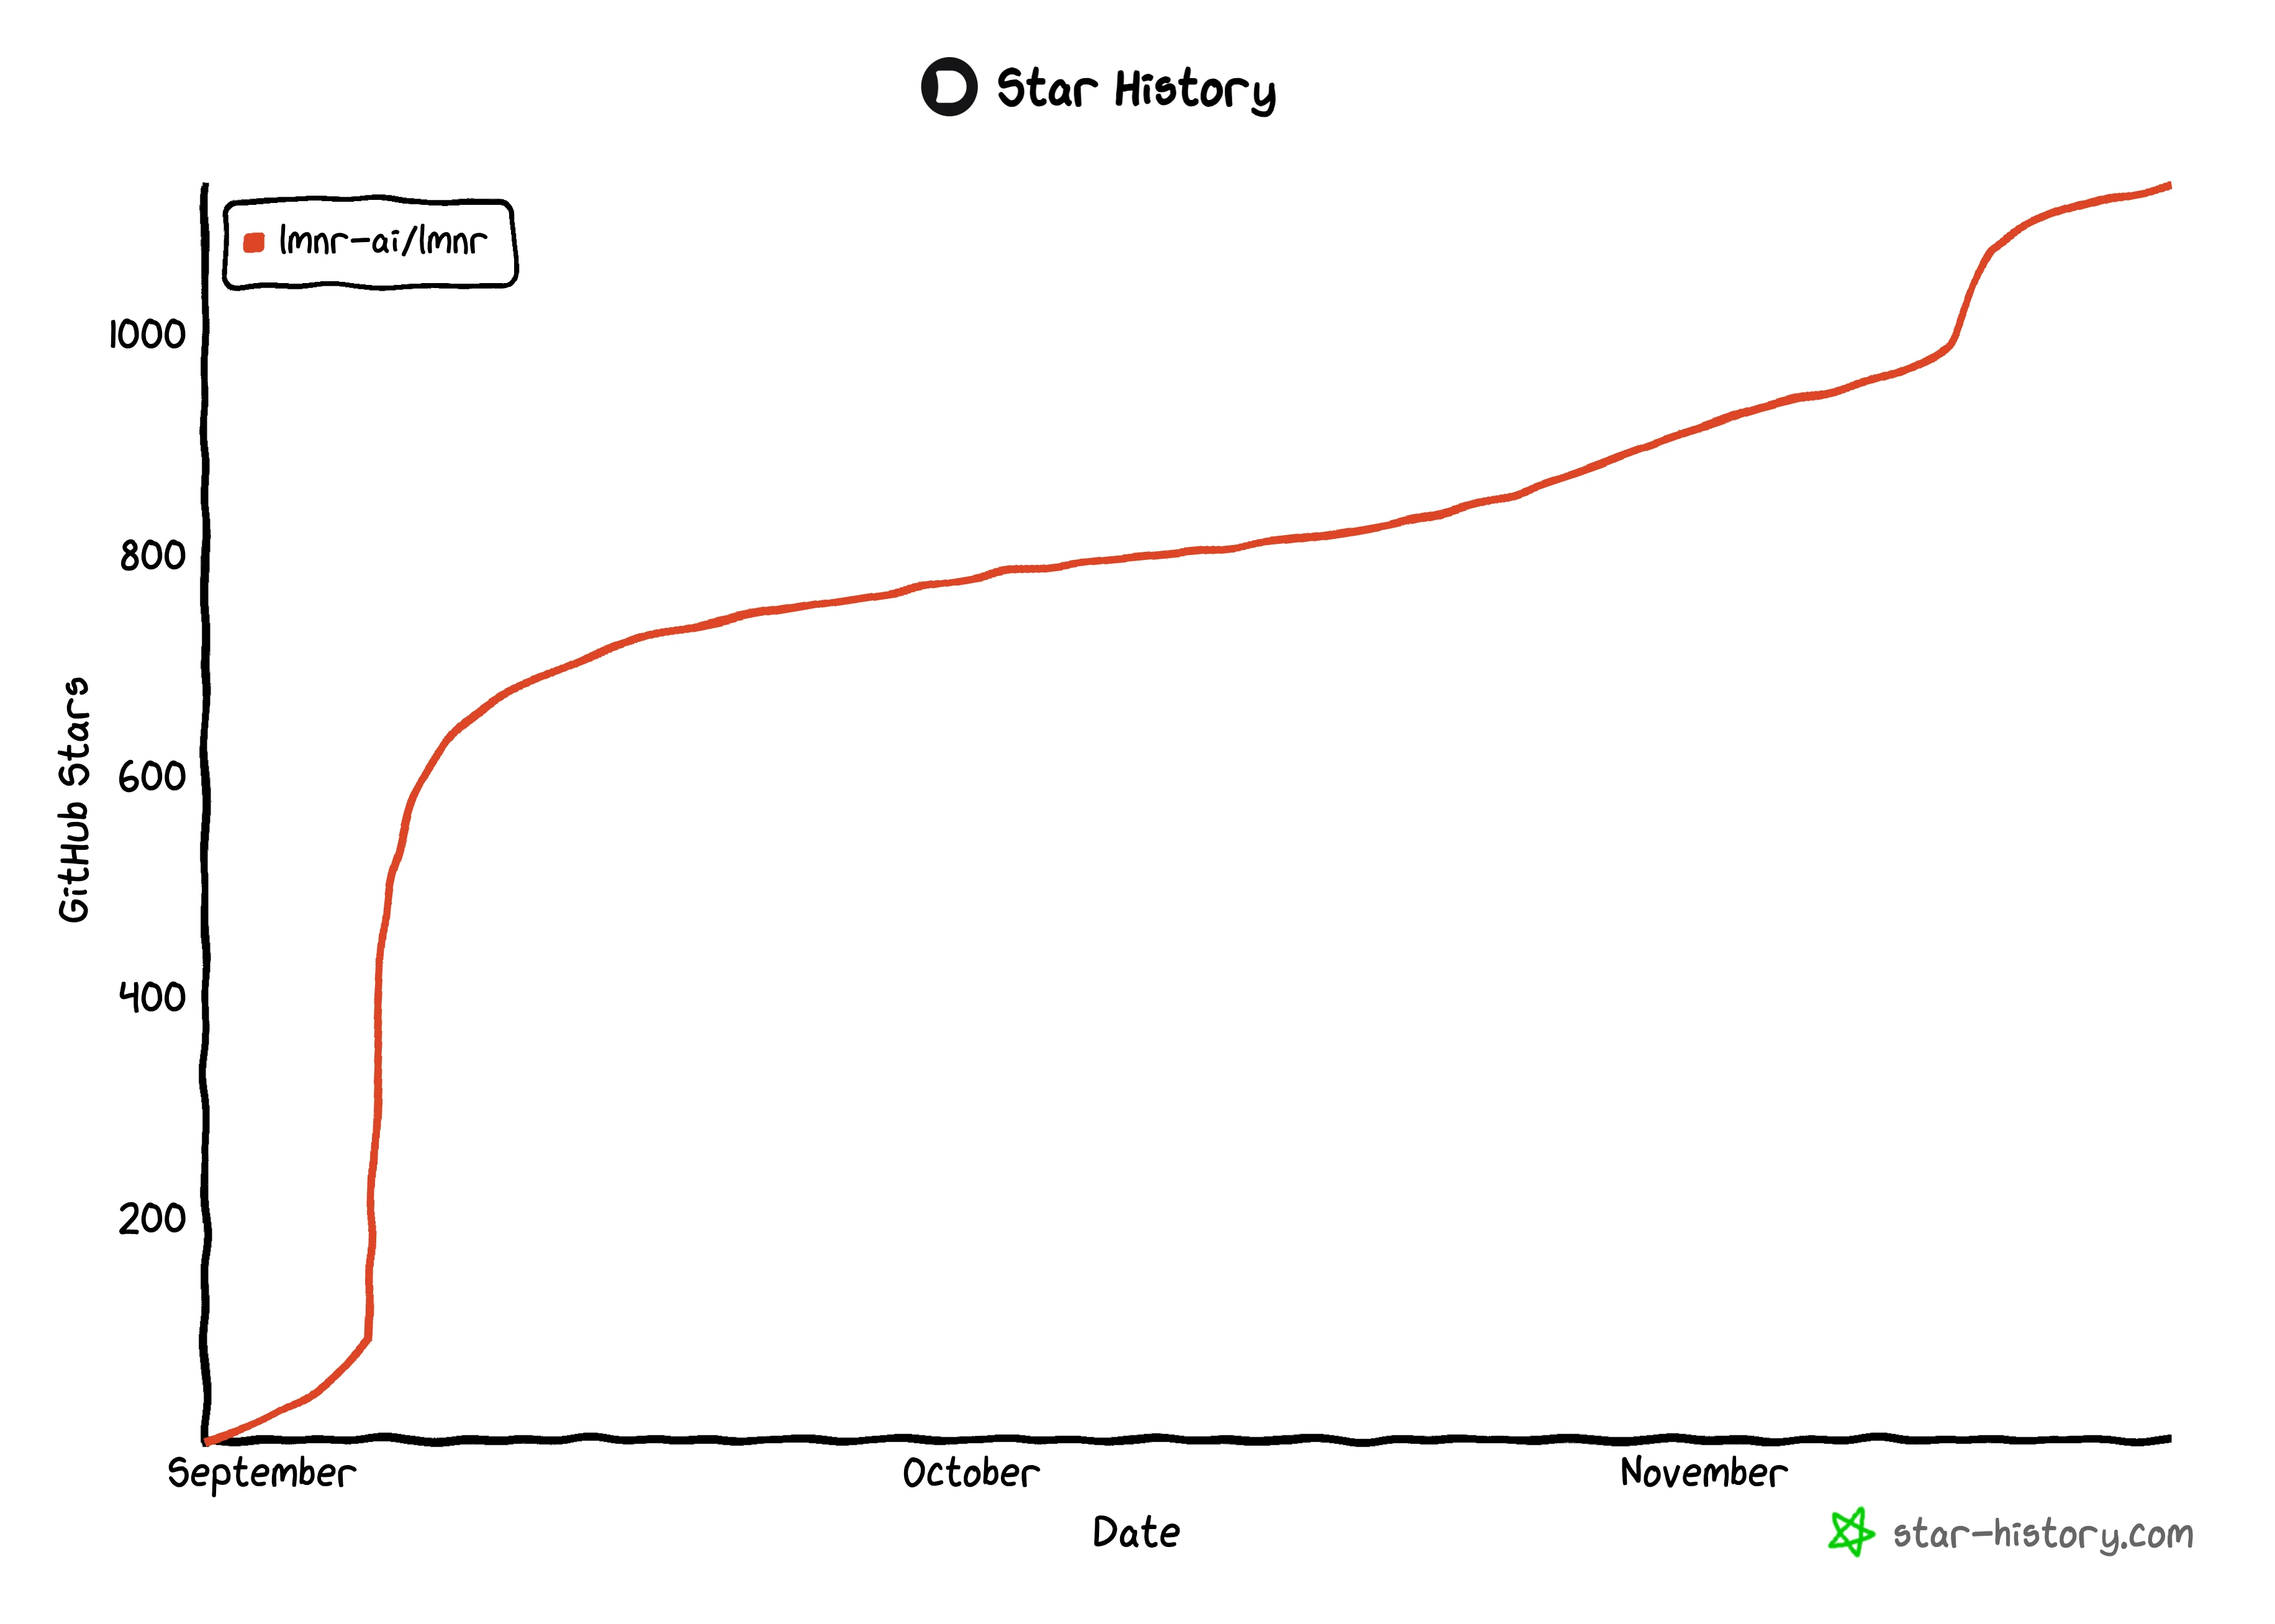 Star History
lmnr-ai/lmnr
1000
800
600
400
200
GitHub Stars
September
October
November
Date
star-history.com